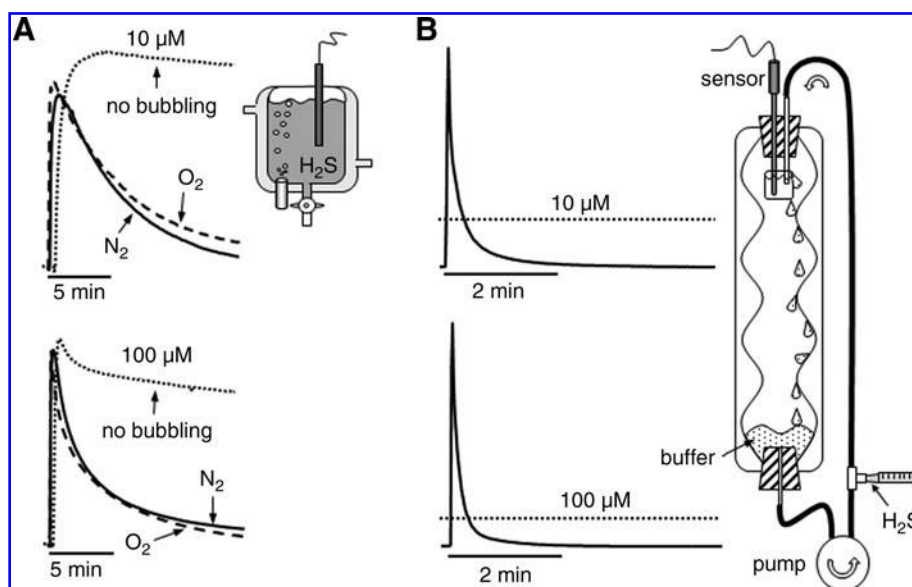 A
10 µM
no bubbling
O2
N2
5 min
H2S
100 µM
no bubbling
N2
O2
5 min
B
10 µM
2 min
100 µM
2 min
sensor
buffer
H2S
pump